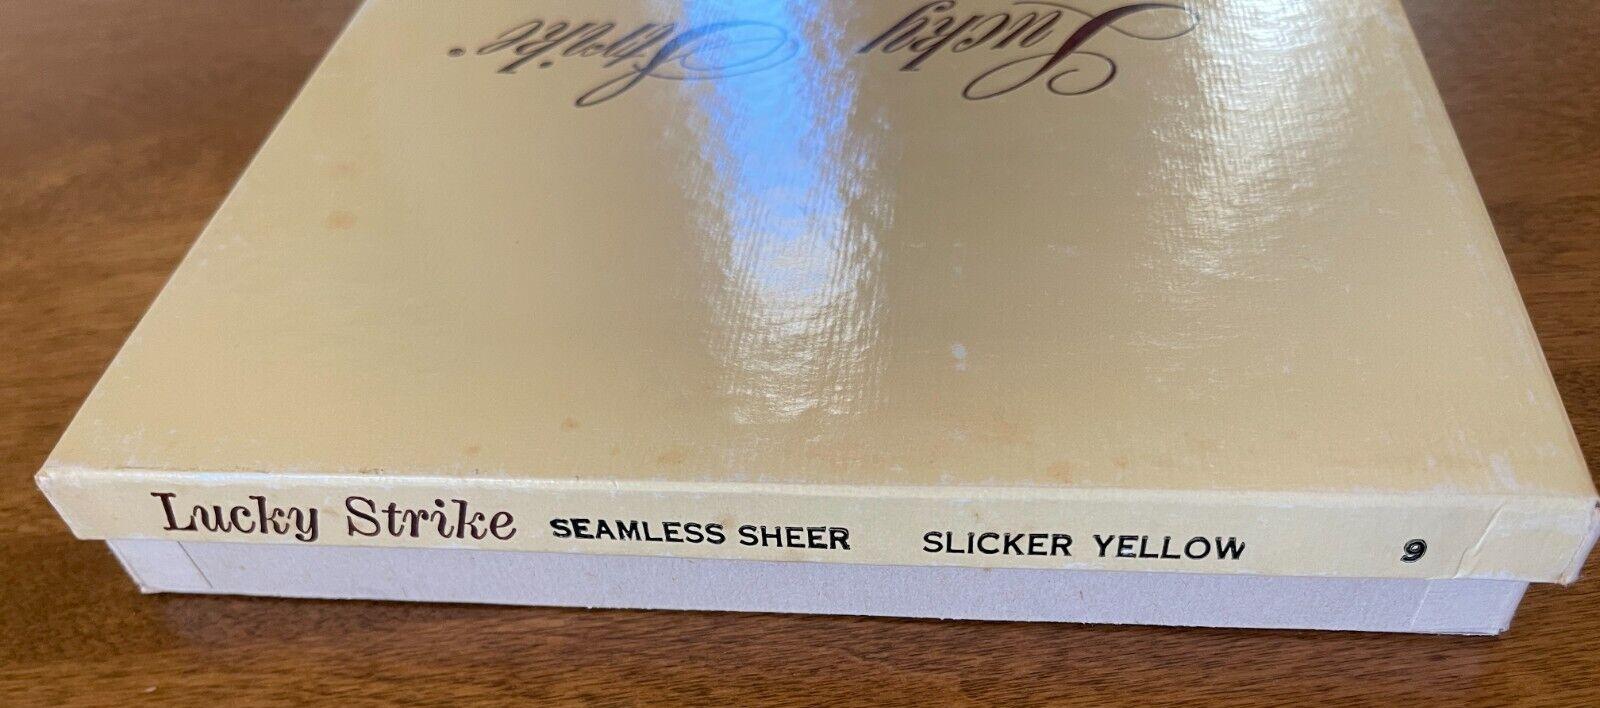 Lucky Strike
Lucky Strike SEAMLESS SHEER SLICKER YELLOW 9